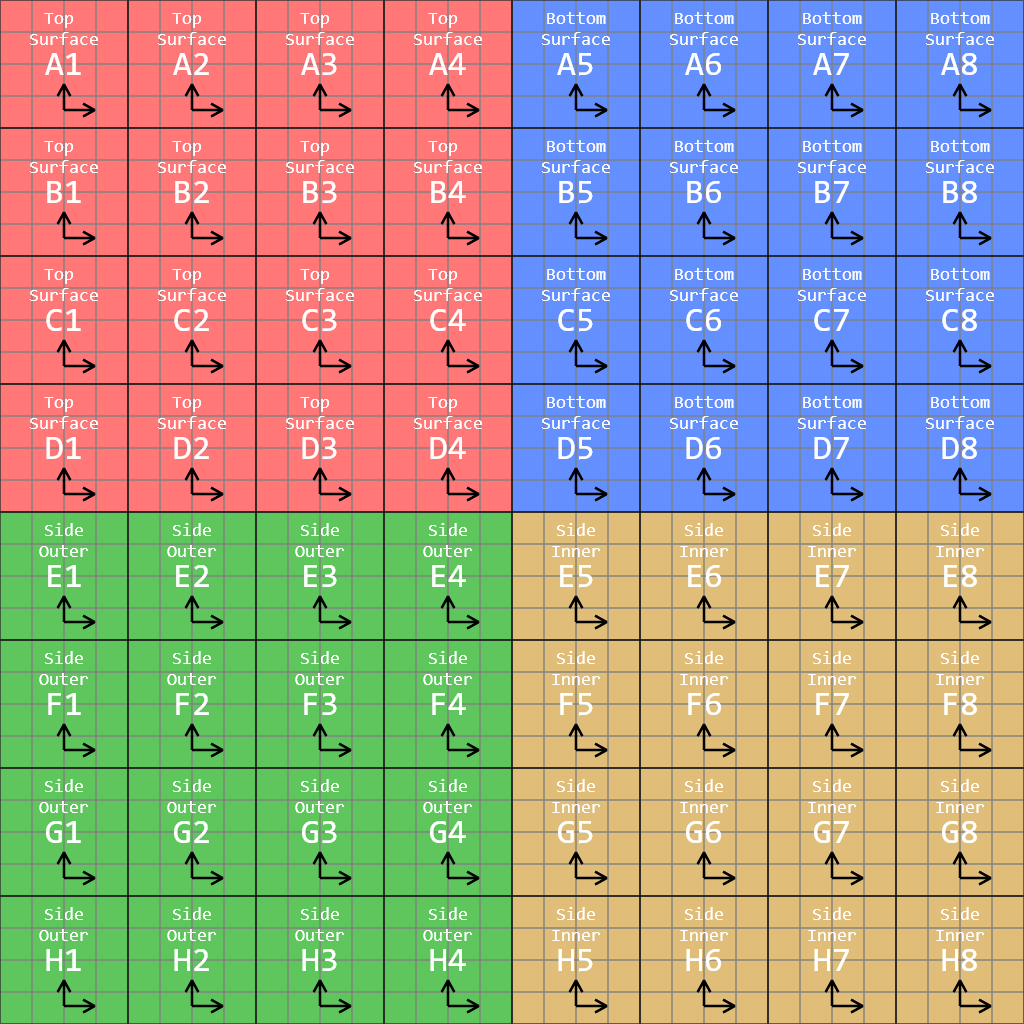 Top Top Top Top Bottom Bottom Bottom Bottom
Surface Surface Surface Surface Surface Surface Surface Surface
A1 A2 A3 A4 A5 A6 A7 A8
Top Top Top Top Bottom Bottom Bottom Bottom
Surface Surface Surface Surface Surface Surface Surface Surface
B1 B2 B3 B4 B5 B6 B7 B8
Top Top Top Top Bottom Bottom Bottom Bottom
Surface Surface Surface Surface Surface Surface Surface Surface
C1 C2 C3 C4 C5 C6 C7 C8
Top Top Top Top Bottom Bottom Bottom Bottom
Surface Surface Surface Surface Surface Surface Surface Surface
D1 D2 D3 D4 D5 D6 D7 D8
Side Side Side Side Side Side Side Side
Outer Outer Outer Outer Inner Inner Inner Inner
E1 E2 E3 E4 E5 E6 E7 E8
Side Side Side Side Side Side Side Side
Outer Outer Outer Outer Inner Inner Inner Inner
F1 F2 F3 F4 F5 F6 F7 F8
Side Side Side Side Side Side Side Side
Outer Outer Outer Outer Inner Inner Inner Inner
G1 G2 G3 G4 G5 G6 G7 G8
Side Side Side Side Side Side Side Side
Outer Outer Outer Outer Inner Inner Inner Inner
H1 H2 H3 H4 H5 H6 H7 H8